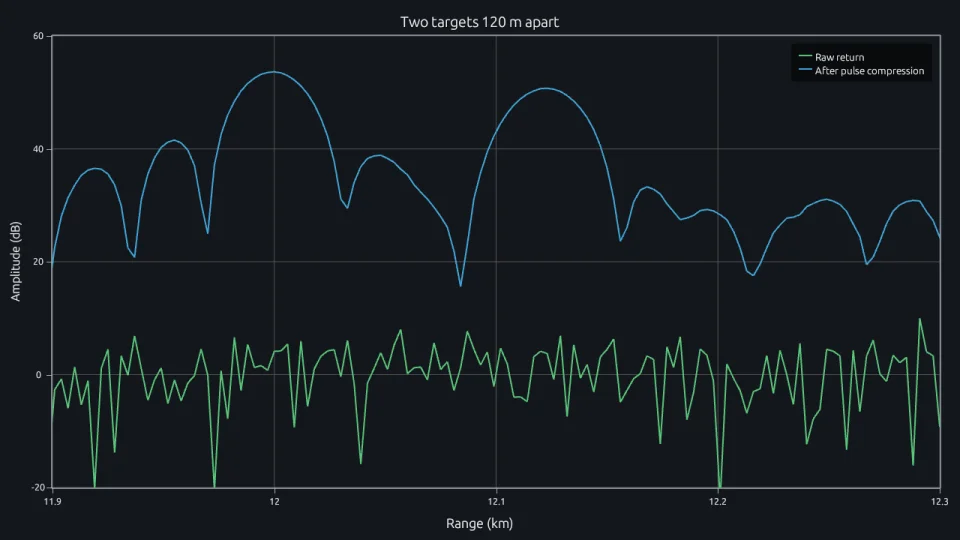 Two targets 120 m apart
Raw return
After pulse compression
60
40
20
0
-20
Amplitude (dB)
11.9
12
12.1
12.2
12.3
Range (km)